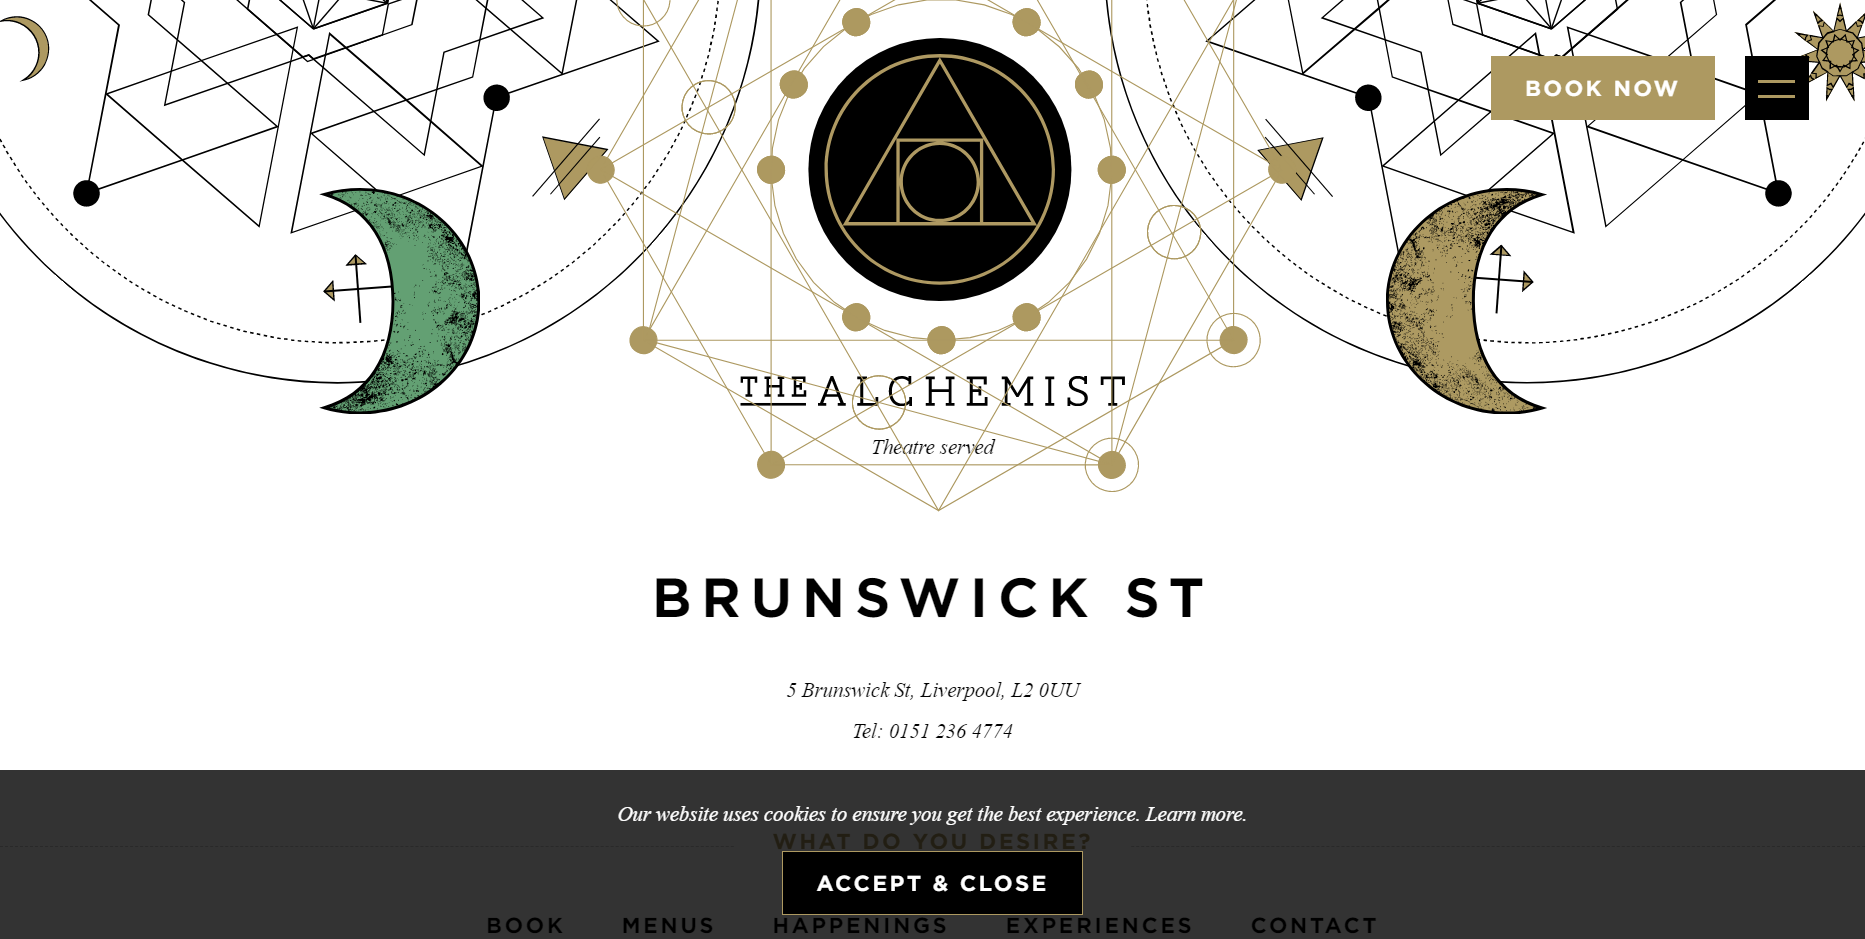 BOOK NOW
THE ALCHEMIST
Theatre served
BRUNSWICK ST
5 Brunswick St, Liverpool, L2 0UU
Tel: 0151 236 4774
Our website uses cookies to ensure you get the best experience. Learn more.
WHAT DO YOU DESIRE?
ACCEPT & CLOSE
BOOK MENUS HAPPENINGS EXPERIENCES CONTACT